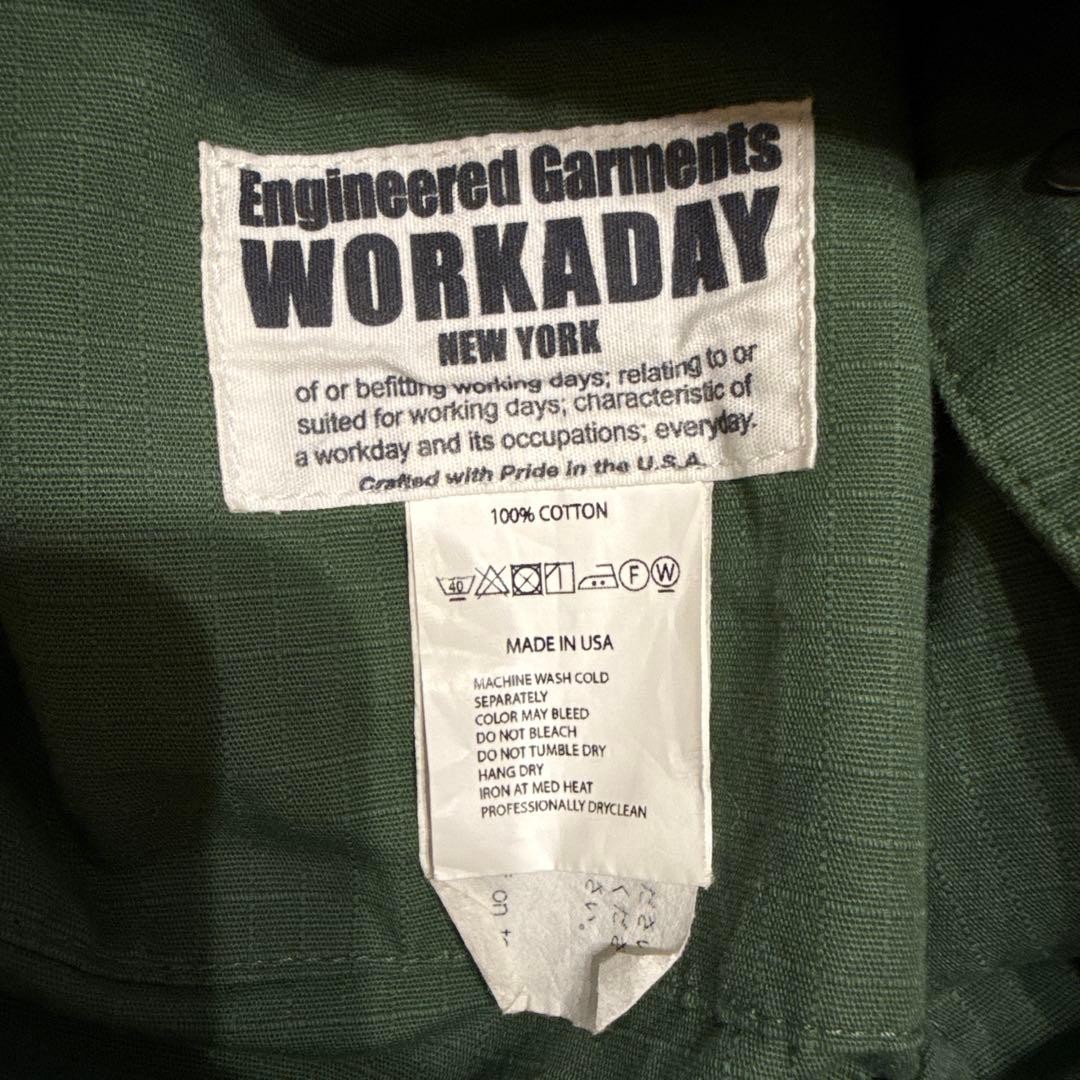 Engineered Garments
WORKADAY
NEW YORK
of or befitting working days; relating to or
suited for working days; characteristic of
a workday and its occupations; everyday.
Crafted with Pride in the U.S.A.
100% COTTON
40 F W
MADE IN USA
MACHINE WASH COLD
SEPARATELY
COLOR MAY BLEED
DO NOT BLEACH
DO NOT TUMBLE DRY
HANG DRY
IRON AT MED HEAT
PROFESSIONALLY DRYCLEAN
on